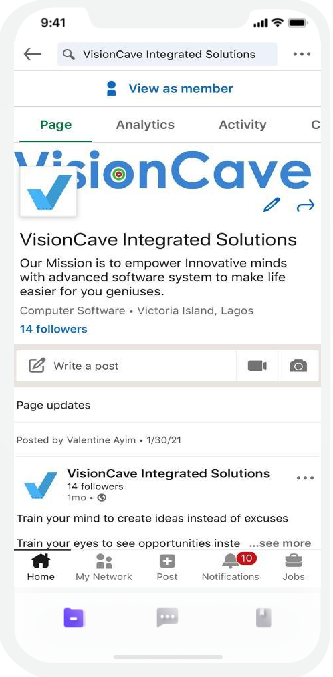 9:41
VisionCave Integrated Solutions
View as member
Page Analytics Activity C
VisionCave
VisionCave Integrated Solutions
Our Mission is to empower Innovative minds
with advanced software system to make life
easier for you geniuses.
Computer Software • Victoria Island, Lagos
14 followers
Write a post
Page updates
Posted by Valentine Ayim • 1/30/21
VisionCave Integrated Solutions
14 followers
1mo •
Train your mind to create ideas instead of excuses
Train your eyes to see opportunities inste ...see more
10
Home My Network Post Notifications Jobs